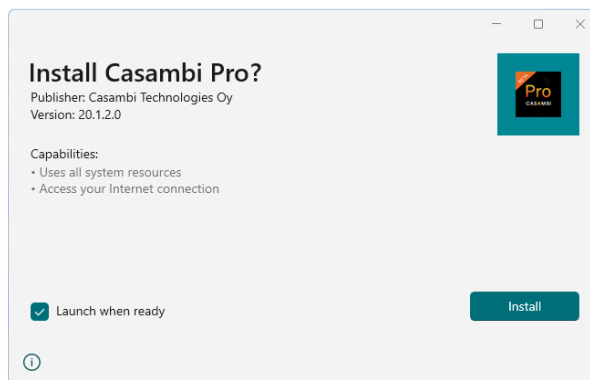 Install Casambi Pro?
Publisher: Casambi Technologies Oy
Version: 20.1.2.0
BETA
Pro
CASAMBI
Capabilities:
• Uses all system resources
• Access your Internet connection
Launch when ready
Install